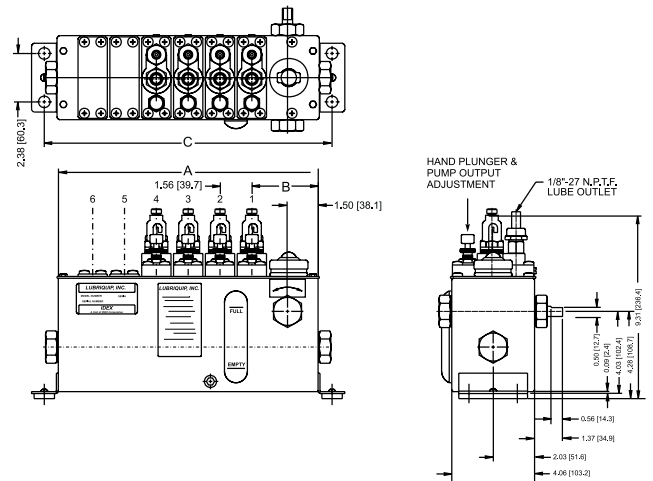 2.38 [60.3]
C
A
1.56 [39.7]
B
1.50 [38.1]
6 5 4 3 2 1
LUBRIQUIP, INC.
IDEX
LUBRIQUIP, INC.
FULL
EMPTY
HAND PLUNGER &
PUMP OUTPUT
ADJUSTMENT
1/8"-27 N.P.T.F.
LUBE OUTLET
0.50 [12.7]
0.09 [2.4]
4.03 [102.4]
4.28 [108.7]
9.31 [236.4]
0.56 [14.3]
1.37 [34.9]
2.03 [51.6]
4.06 [103.2]